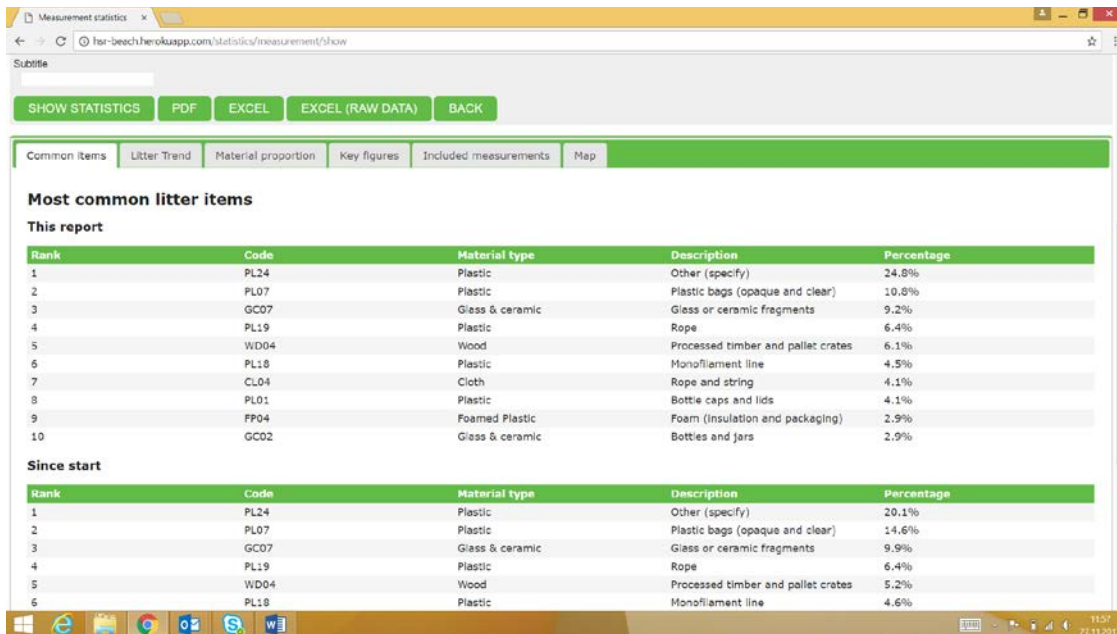 Measurement statistics
hsr-beach.herokuapp.com/statistics/measurement/show
Subtitle
SHOW STATISTICS PDF EXCEL EXCEL (RAW DATA) BACK
Common items Litter Trend Material proportion Key figures Included measurements Map
Most common litter items
This report
Rank Code Material type Description Percentage
1 PL24 Plastic Other (specify) 24.8%
2 PL07 Plastic Plastic bags (opaque and clear) 10.8%
3 GC07 Glass & ceramic Glass or ceramic fragments 9.2%
4 PL19 Plastic Rope 6.4%
5 WD04 Wood Processed timber and pallet crates 6.1%
6 PL18 Plastic Monofilament line 4.5%
7 CL04 Cloth Rope and string 4.1%
8 PL01 Plastic Bottle caps and lids 4.1%
9 FP04 Foamed Plastic Foam (insulation and packaging) 2.9%
10 GC02 Glass & ceramic Bottles and jars 2.9%
Since start
Rank Code Material type Description Percentage
1 PL24 Plastic Other (specify) 20.1%
2 PL07 Plastic Plastic bags (opaque and clear) 14.6%
3 GC07 Glass & ceramic Glass or ceramic fragments 9.9%
4 PL19 Plastic Rope 6.4%
5 WD04 Wood Processed timber and pallet crates 5.2%
6 PL18 Plastic Monofilament line 4.6%
11:57